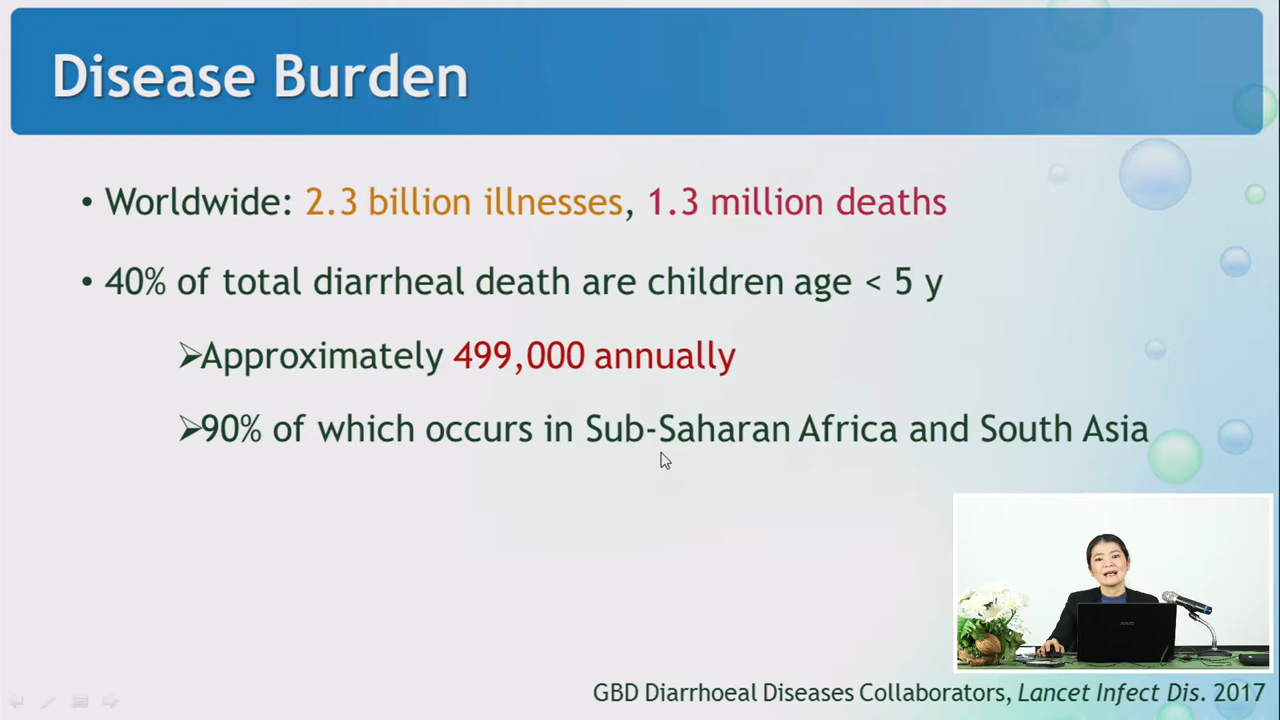 Disease Burden
• Worldwide: 2.3 billion illnesses, 1.3 million deaths
• 40% of total diarrheal death are children age < 5 y
➢Approximately 499,000 annually
➢90% of which occurs in Sub-Saharan Africa and South Asia
ASUS
GBD Diarrhoeal Diseases Collaborators, Lancet Infect Dis. 2017